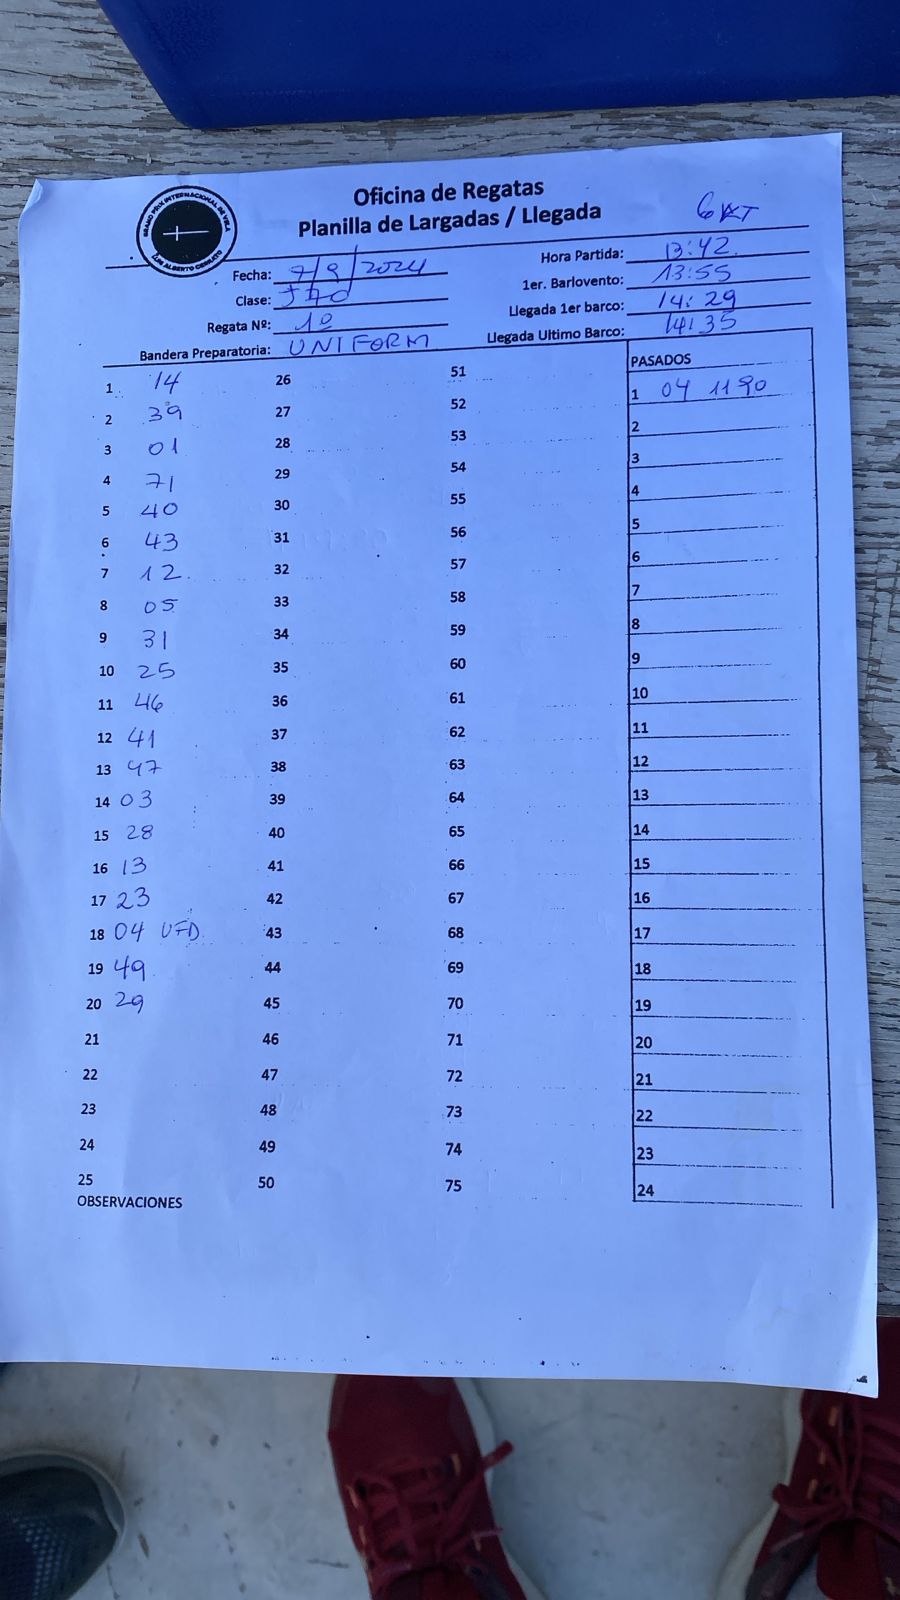 GRAND PRIX INTERNACIONAL DE VELA
LUIS ALBERTO CERRATO
Oficina de Regatas
Planilla de Largadas / Llegada
Fecha: 7/9/2024
Clase: J70
Regata Nº: 1º
Bandera Preparatoria: UNIFORM
Hora Partida: 13:42
1er. Barlovento: 13:55
Llegada 1er barco: 14:29
Llegada Ultimo Barco: 14:35
1 14 26 51 PASADOS
2 39 27 52 1 04 1190
3 01 28 53 2
4 71 29 54 3
5 40 30 55 4
6 43 31 56 5
7 12 32 57 6
8 05 33 58 7
9 31 34 59 8
10 25 35 60 9
11 46 36 61 10
12 41 37 62 11
13 47 38 63 12
14 03 39 64 13
15 28 40 65 14
16 13 41 66 15
17 23 42 67 16
18 04 UFD 43 68 17
19 49 44 69 18
20 29 45 70 19
21 46 71 20
22 47 72 21
23 48 73 22
24 49 74 23
25 50 75 24
OBSERVACIONES